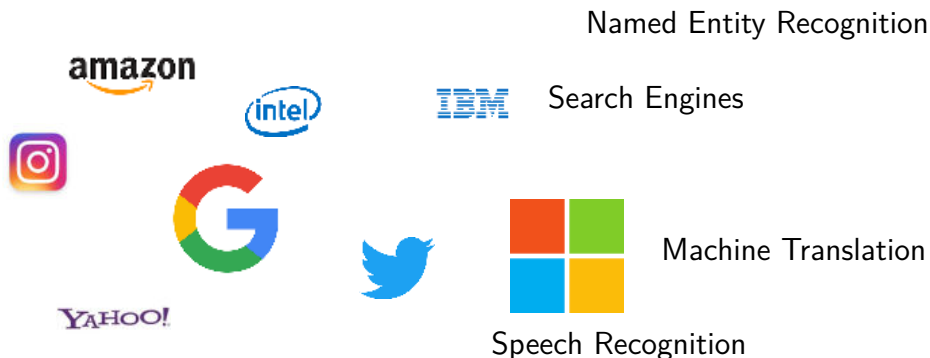 Named Entity Recognition
amazon
intel
IBM
Search Engines
Machine Translation
YAHOO!
Speech Recognition